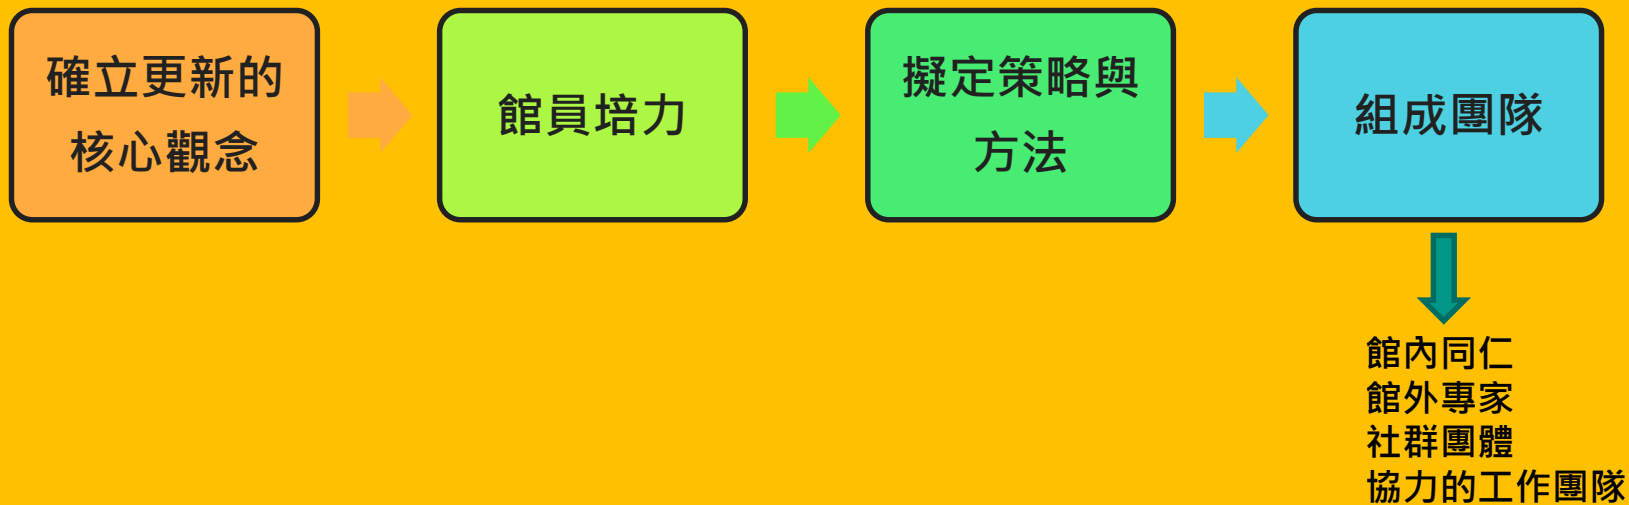 確立更新的
核心觀念
館員培力
擬定策略與
方法
組成團隊
館內同仁
館外專家
社群團體
協力的工作團隊